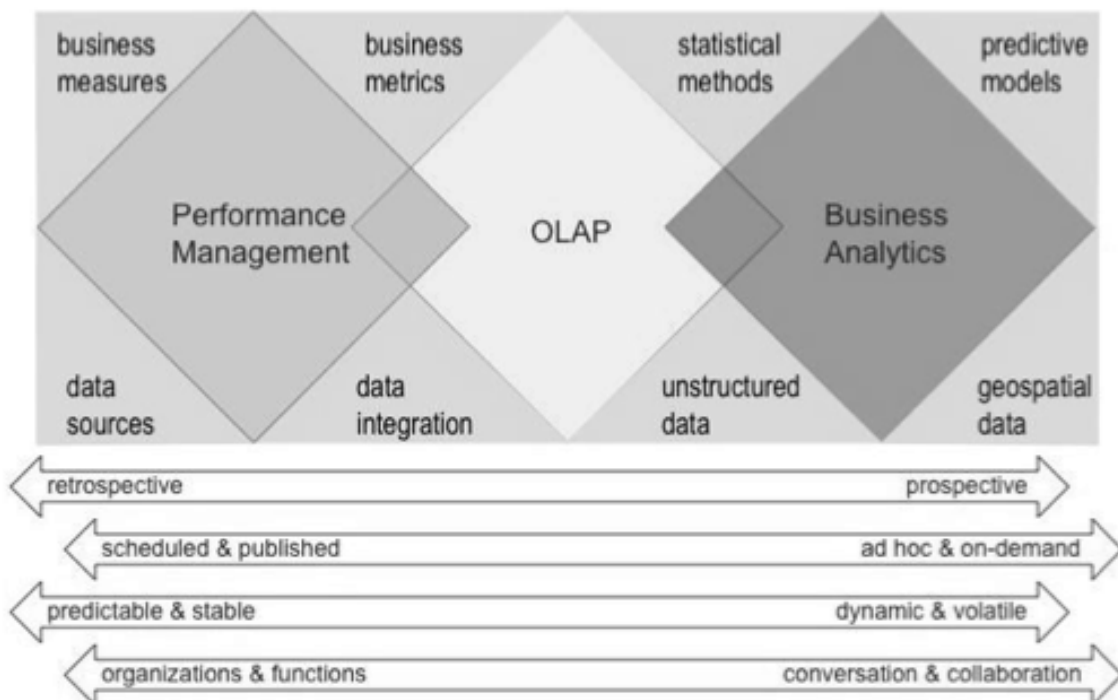 business
measures
business
metrics
statistical
methods
predictive
models
Performance
Management
OLAP
Business
Analytics
data
sources
data
integration
unstructured
data
geospatial
data
retrospective
prospective
scheduled & published
ad hoc & on-demand
predictable & stable
dynamic & volatile
organizations & functions
conversation & collaboration